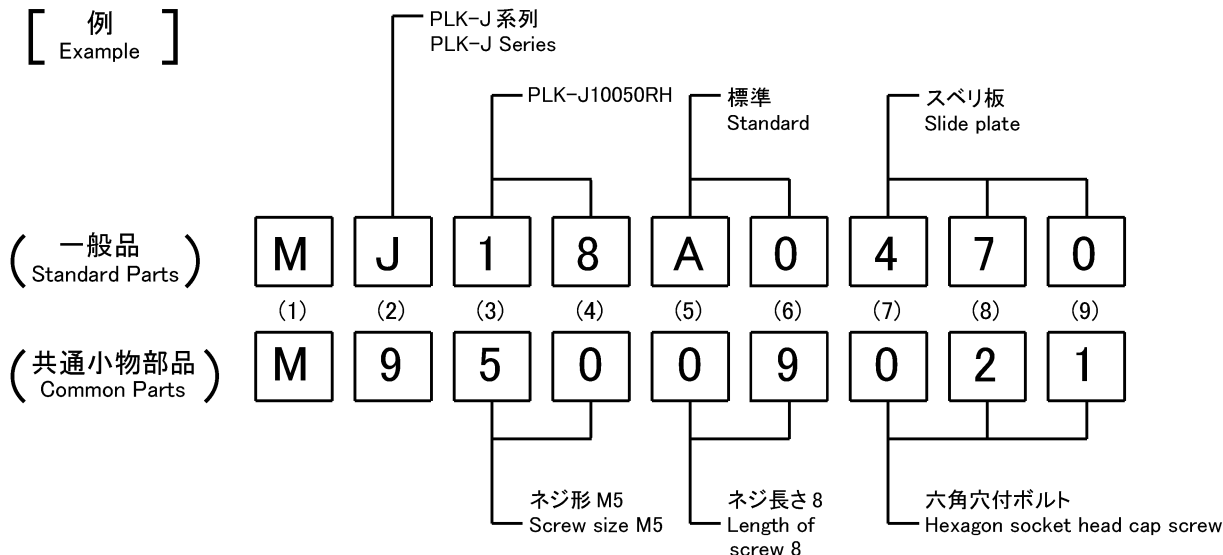 例
Example
PLK-J 系列
PLK-J Series
PLK-J10050RH
標準
Standard
スベリ板
Slide plate
一般品
Standard Parts
M J 1 8 A 0 4 7 0
(1) (2) (3) (4) (5) (6) (7) (8) (9)
共通小物部品
Common Parts
M 9 5 0 0 9 0 2 1
ネジ形 M5
Screw size M5
ネジ長さ 8
Length of
screw 8
六角穴付ボルト
Hexagon socket head cap screw